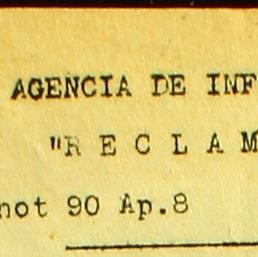 AGENCIA DE INF
"R E C L A M
not 90 Ap.8